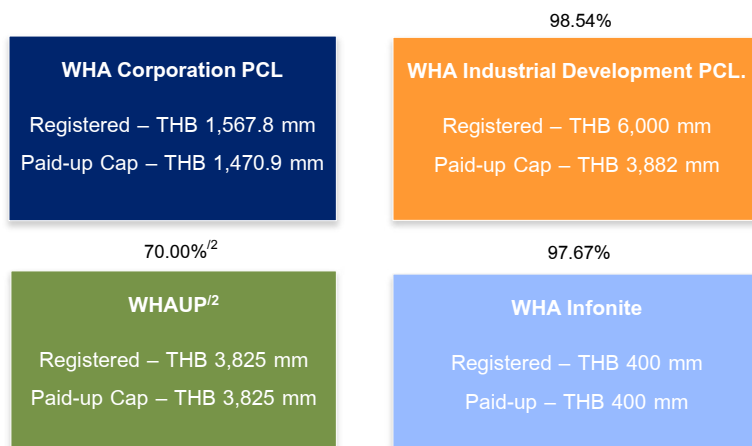 98.54%
WHA Corporation PCL
Registered – THB 1,567.8 mm
Paid-up Cap – THB 1,470.9 mm
WHA Industrial Development PCL.
Registered – THB 6,000 mm
Paid-up Cap – THB 3,882 mm
70.00%/2
WHAUP/2
Registered – THB 3,825 mm
Paid-up Cap – THB 3,825 mm
97.67%
WHA Infonite
Registered – THB 400 mm
Paid-up – THB 400 mm